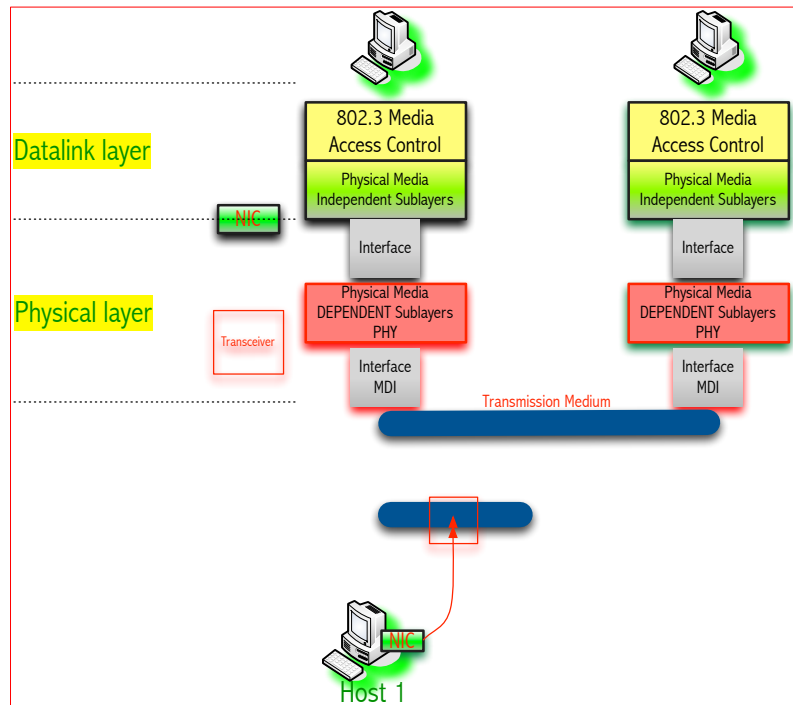 802.3 Media
Access Control
802.3 Media
Access Control
Datalink layer
Physical Media
Independent Sublayers
Physical Media
Independent Sublayers
NIC
Interface
Interface
Physical Media
DEPENDENT Sublayers
PHY
Physical Media
DEPENDENT Sublayers
PHY
Physical layer
Transceiver
Interface
MDI
Interface
MDI
Transmission Medium
NIC
Host 1